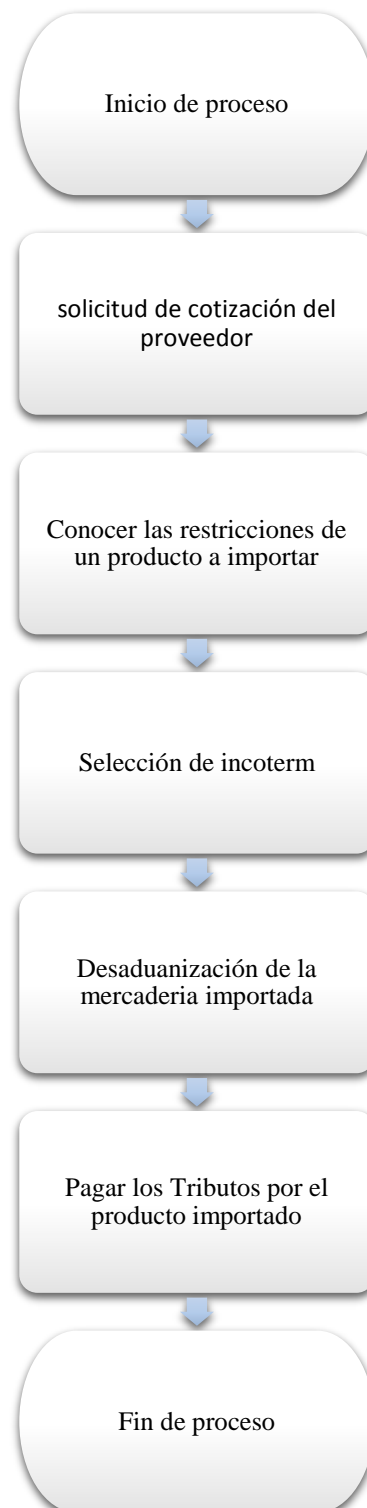 Inicio de proceso
solicitud de cotización del
proveedor
Conocer las restricciones de
un producto a importar
Selección de incoterm
Desaduanización de la
mercaderia importada
Pagar los Tributos por el
producto importado
Fin de proceso